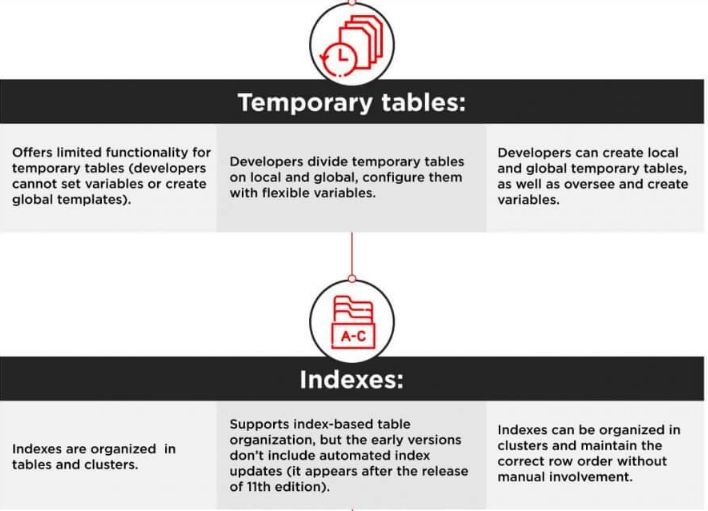 Temporary tables:
Offers limited functionality for
temporary tables (developers
cannot set variables or create
global templates).
Developers divide temporary tables
on local and global, configure them
with flexible variables.
Developers can create local
and global temporary tables,
as well as oversee and create
variables.
A-C
Indexes:
Indexes are organized in
tables and clusters.
Supports index-based table
organization, but the early versions
don't include automated index
updates (it appears after the release
of 11th edition).
Indexes can be organized in
clusters and maintain the
correct row order without
manual involvement.